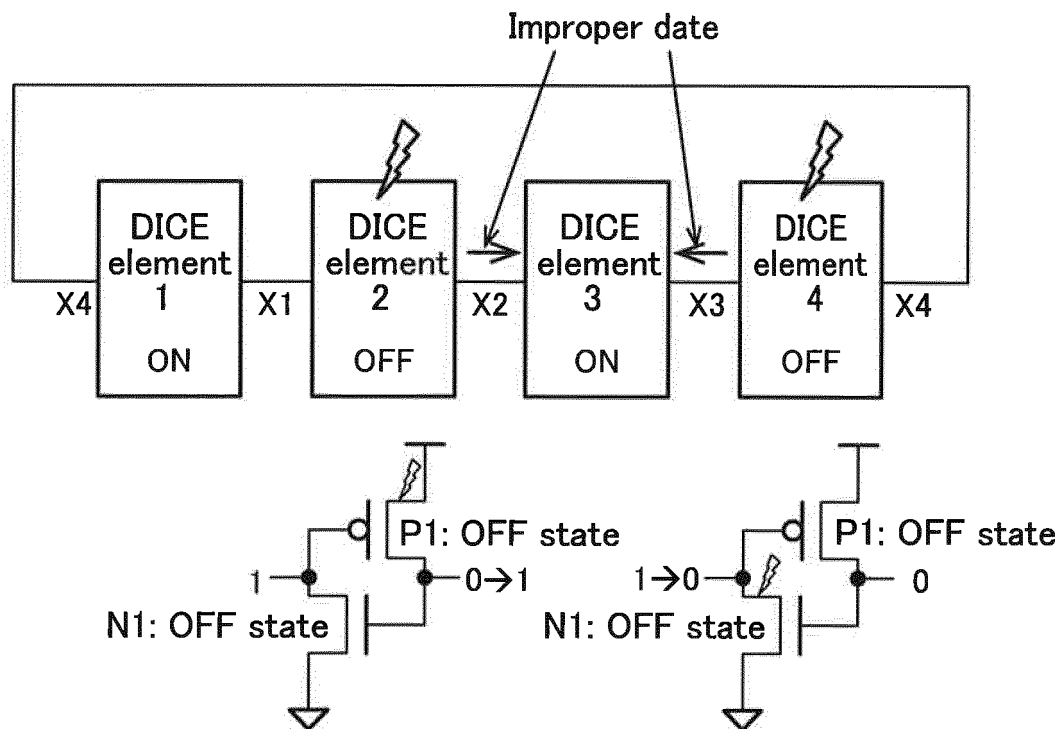 Improper date
DICE
element
1
ON
DICE
element
2
OFF
DICE
element
3
ON
DICE
element
4
OFF
X4
X1
X2
X3
X4
P1: OFF state
1
0→1
N1: OFF state
P1: OFF state
1→0
0
N1: OFF state